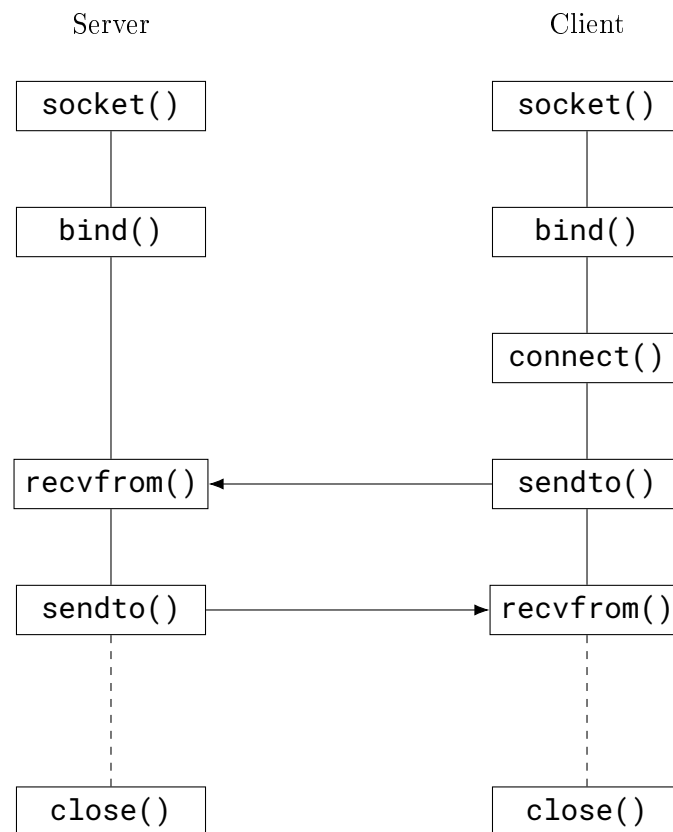 Server
Client
socket()
socket()
bind()
bind()
connect()
recvfrom()
sendto()
sendto()
recvfrom()
close()
close()